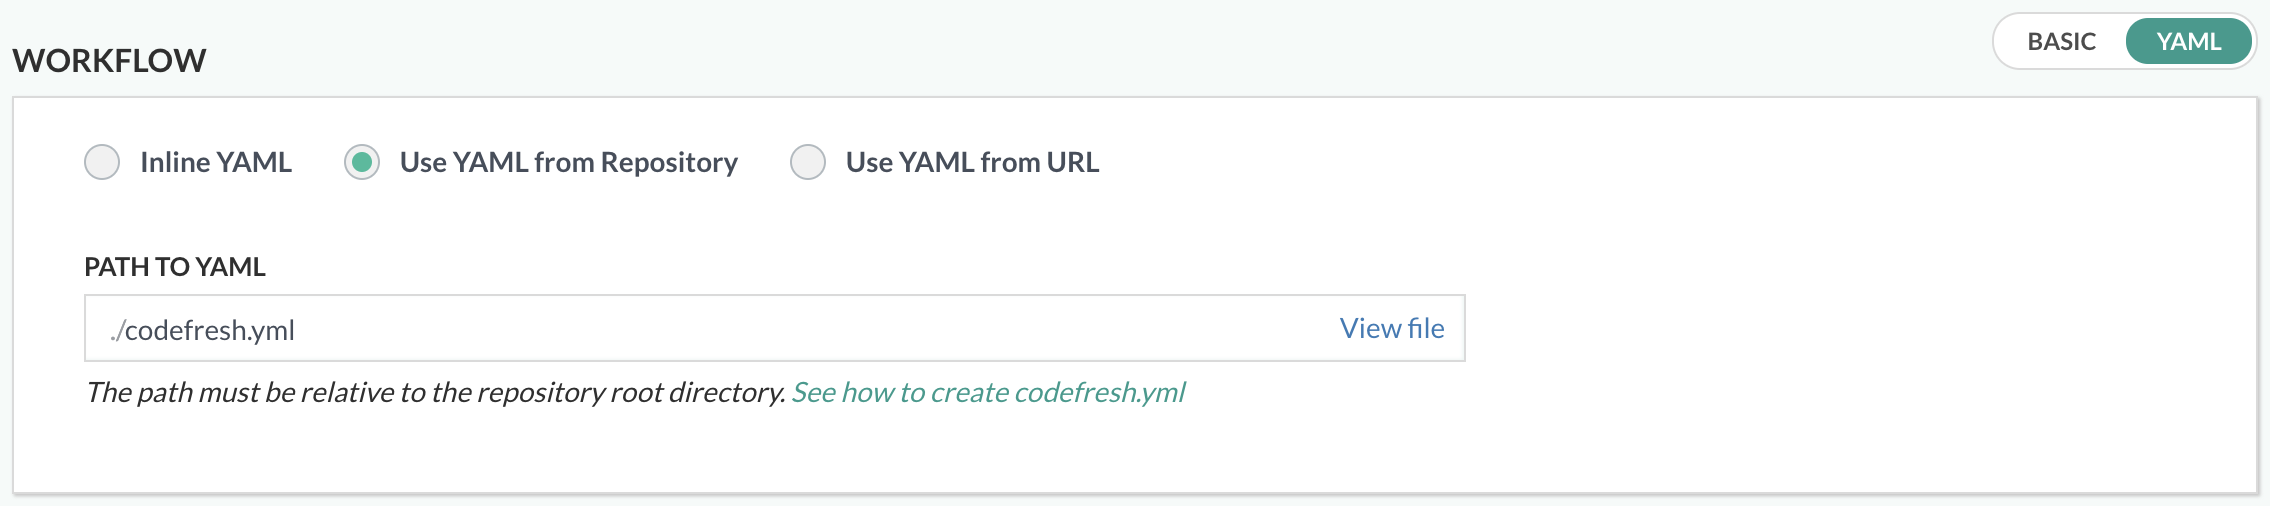 BASIC YAML
WORKFLOW
Inline YAML Use YAML from Repository Use YAML from URL
PATH TO YAML
./codefresh.yml View file
The path must be relative to the repository root directory. See how to create codefresh.yml